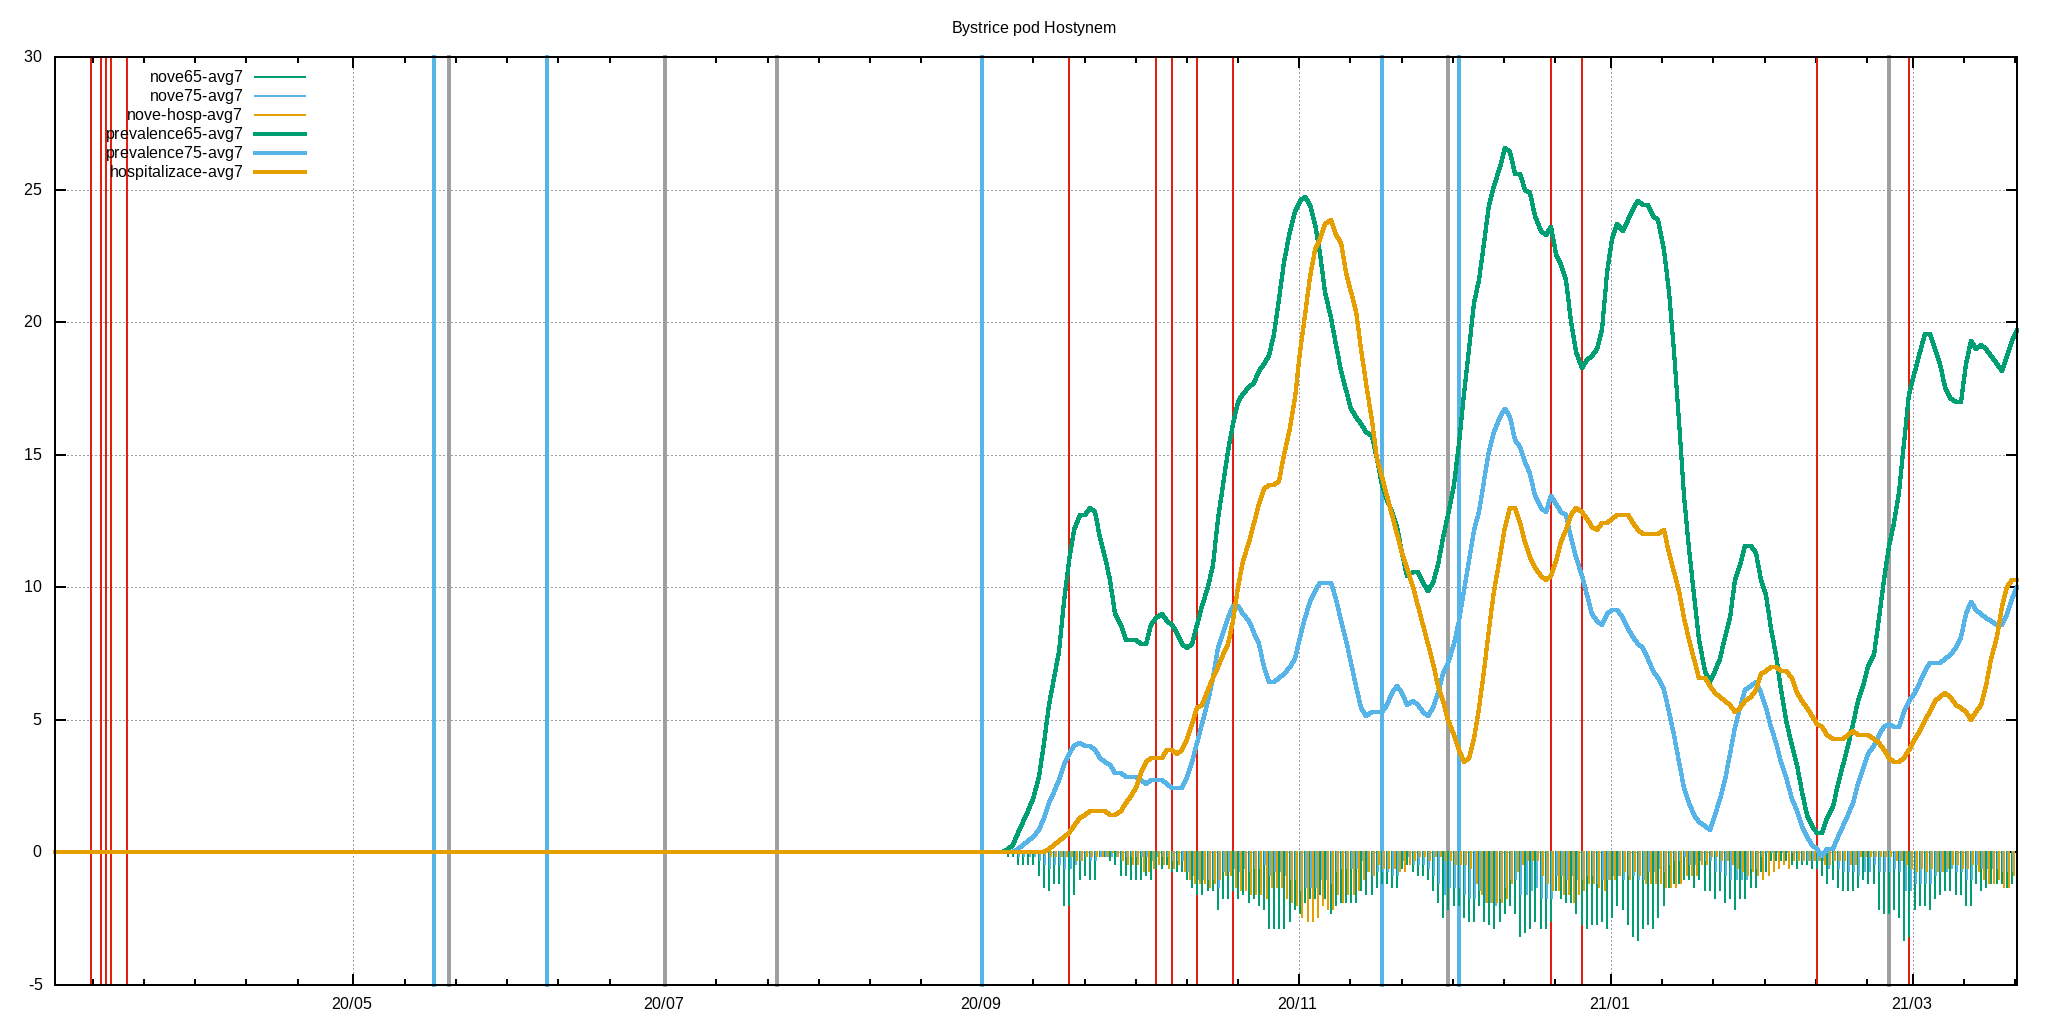 Bystrice pod Hostynem
30
25
20
15
10
5
0
-5
nove65-avg7
nove75-avg7
nove-hosp-avg7
prevalence65-avg7
prevalence75-avg7
hospitalizace-avg7
20/05 20/07 20/09 20/11 21/01 21/03